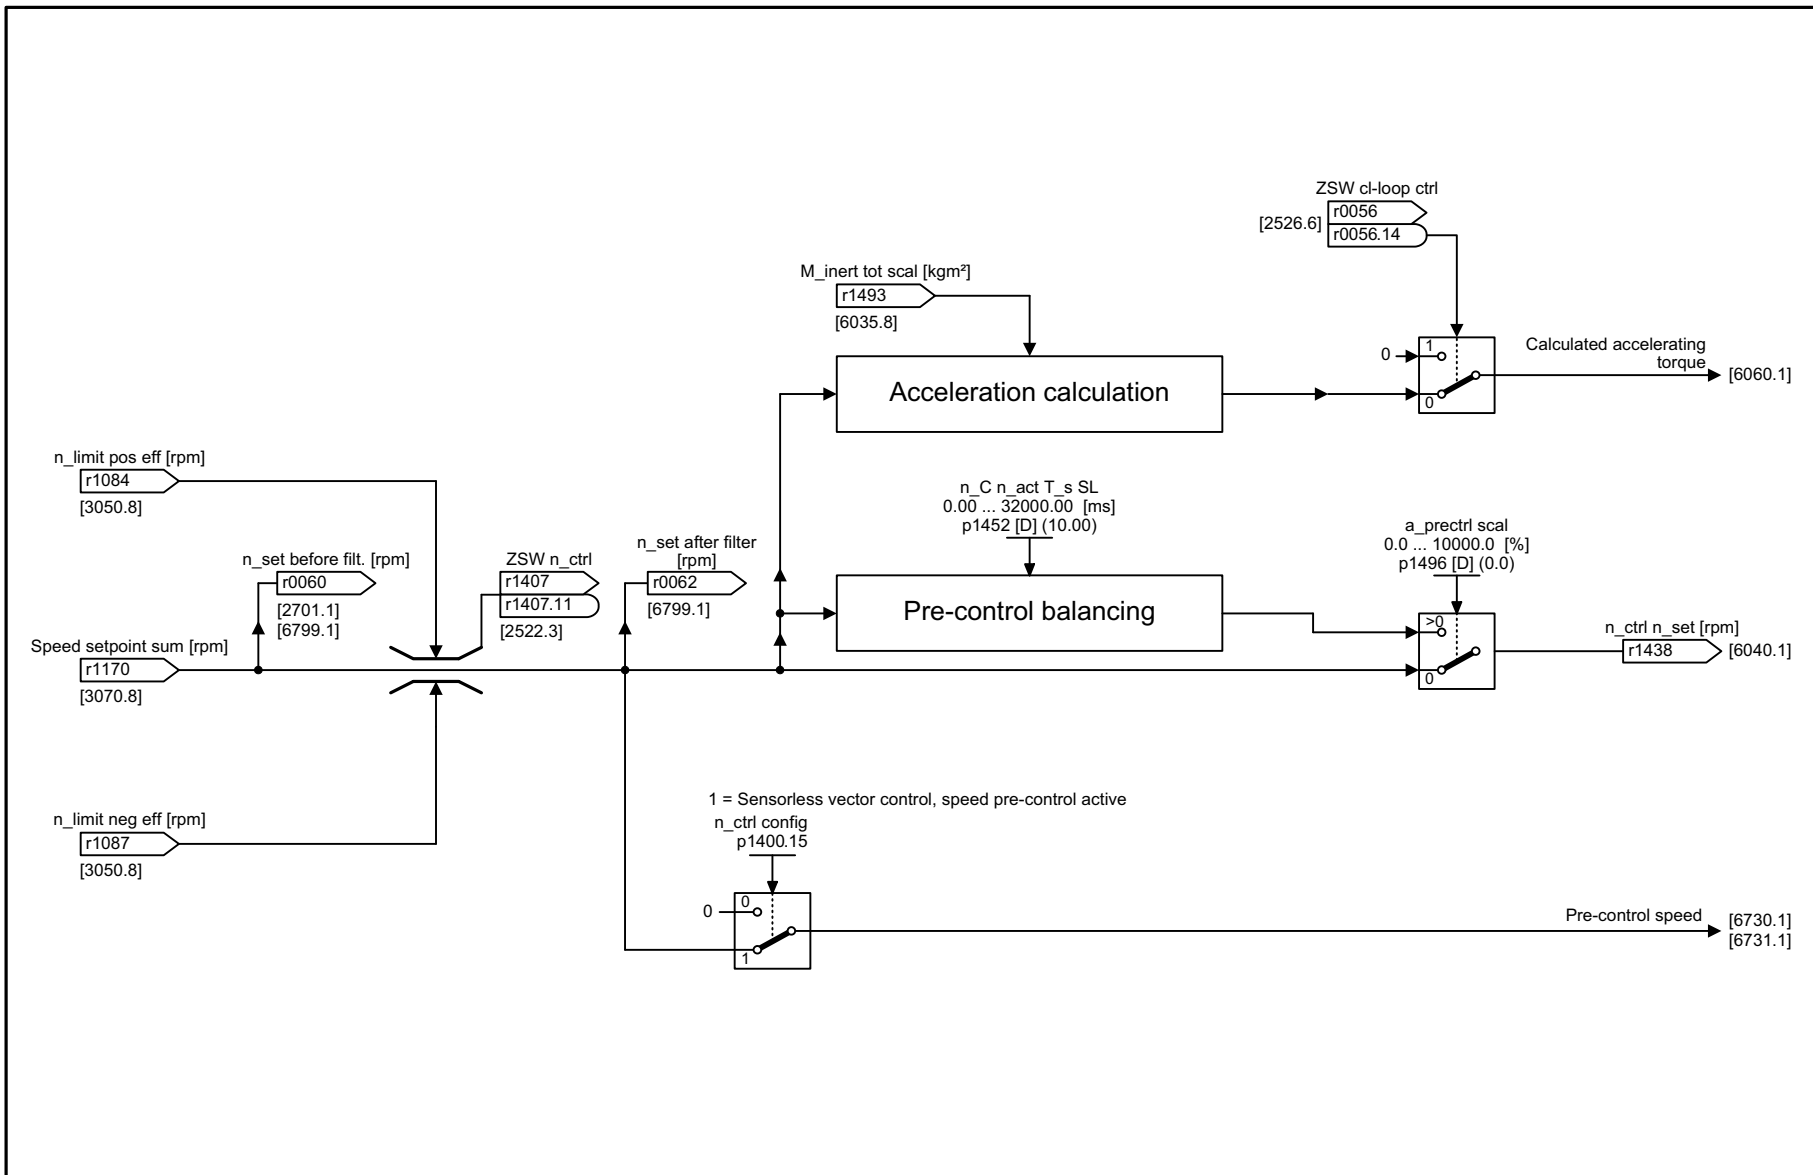 ZSW cl-loop ctrl
r0056
[2526.6]
r0056.14
M_inert tot scal [kgm²]
r1493
[6035.8]
1
0
0
Calculated accelerating
torque
[6060.1]
Acceleration calculation
n_limit pos eff [rpm]
r1084
[3050.8]
n_C n_act T_s SL
0.00 ... 32000.00 [ms]
p1452 [D] (10.00)
a_prectrl scal
0.0 ... 10000.0 [%]
p1496 [D] (0.0)
n_set before filt. [rpm]
r0060
[2701.1]
[6799.1]
ZSW n_ctrl
r1407
r1407.11
[2522.3]
n_set after filter
[rpm]
r0062
[6799.1]
Pre-control balancing
>0
0
n_ctrl n_set [rpm]
r1438
[6040.1]
Speed setpoint sum [rpm]
r1170
[3070.8]
n_limit neg eff [rpm]
r1087
[3050.8]
1 = Sensorless vector control, speed pre-control active
n_ctrl config
p1400.15
0
0
1
Pre-control speed
[6730.1]
[6731.1]